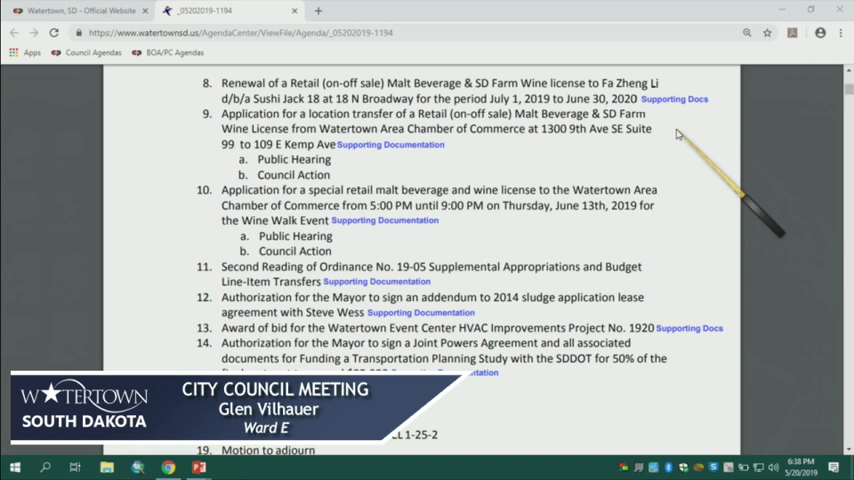 Watertown, SD - Official Website
_05202019-1194
https://www.watertownsd.us/AgendaCenter/ViewFile/Agenda/_05202019-1194
Apps
Council Agendas
BOA/PC Agendas
8. Renewal of a Retail (on-off sale) Malt Beverage & SD Farm Wine license to Fa Zheng Li
d/b/a Sushi Jack 18 at 18 N Broadway for the period July 1, 2019 to June 30, 2020 Supporting Docs
9. Application for a location transfer of a Retail (on-off sale) Malt Beverage & SD Farm
Wine License from Watertown Area Chamber of Commerce at 1300 9th Ave SE Suite
99 to 109 E Kemp Ave Supporting Documentation
a. Public Hearing
b. Council Action
10. Application for a special retail malt beverage and wine license to the Watertown Area
Chamber of Commerce from 5:00 PM until 9:00 PM on Thursday, June 13th, 2019 for
the Wine Walk Event Supporting Documentation
a. Public Hearing
b. Council Action
11. Second Reading of Ordinance No. 19-05 Supplemental Appropriations and Budget
Line-Item Transfers Supporting Documentation
12. Authorization for the Mayor to sign an addendum to 2014 sludge application lease
agreement with Steve Wess Supporting Documentation
13. Award of bid for the Watertown Event Center HVAC Improvements Project No. 1920 Supporting Docs
14. Authorization for the Mayor to sign a Joint Powers Agreement and all associated
documents for Funding a Transportation Planning Study with the SDDOT for 50% of the
1-25-2
19. Motion to adjourn
WATERTOWN
SOUTH DAKOTA
CITY COUNCIL MEETING
Glen Vilhauer
Ward E
6:38 PM
5/20/2019